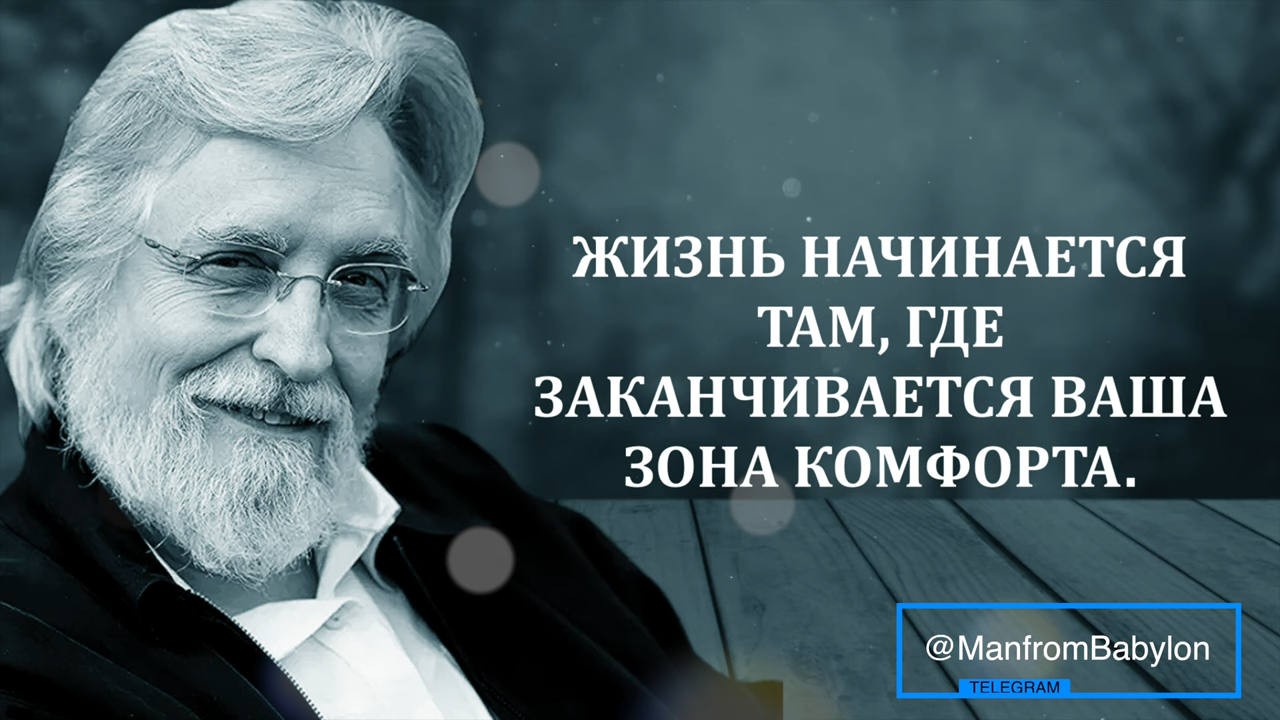 ЖИЗНЬ НАЧИНАЕТСЯ
ТАМ, ГДЕ
ЗАКАНЧИВАЕТСЯ ВАША
ЗОНА КОМФОРТА.
@ManfromBabylon
TELEGRAM